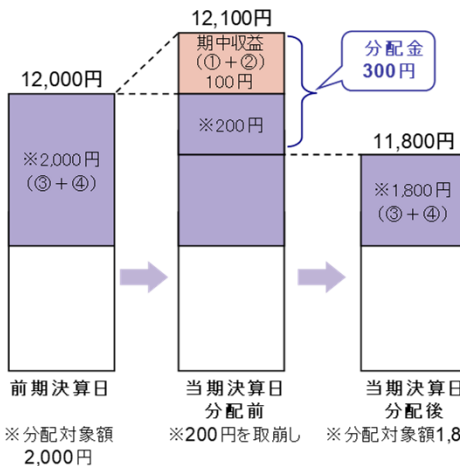 12,100円
期中収益
(①+②)
100円
分配金
300円
12,000円
※2,000円
(③+④)
※200円
11,800円
※1,800円
(③+④)
前期決算日
※分配対象額
2,000円
当期決算日
分配前
※200円を取崩し
当期決算日
分配後
※分配対象額1,8